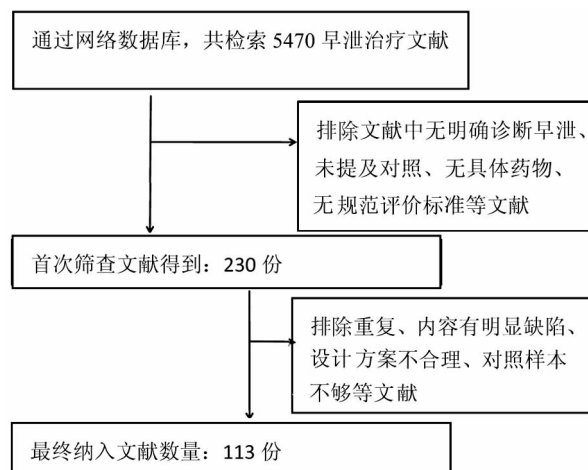 通过网络数据库，共检索 5470 早泄治疗文献
排除文献中无明确诊断早泄、
未提及对照、无具体药物、
无规范评价标准等文献
首次筛查文献得到：230 份
排除重复、内容有明显缺陷、
设计方案不合理、对照样本
不够等文献
最终纳入文献数量：113 份